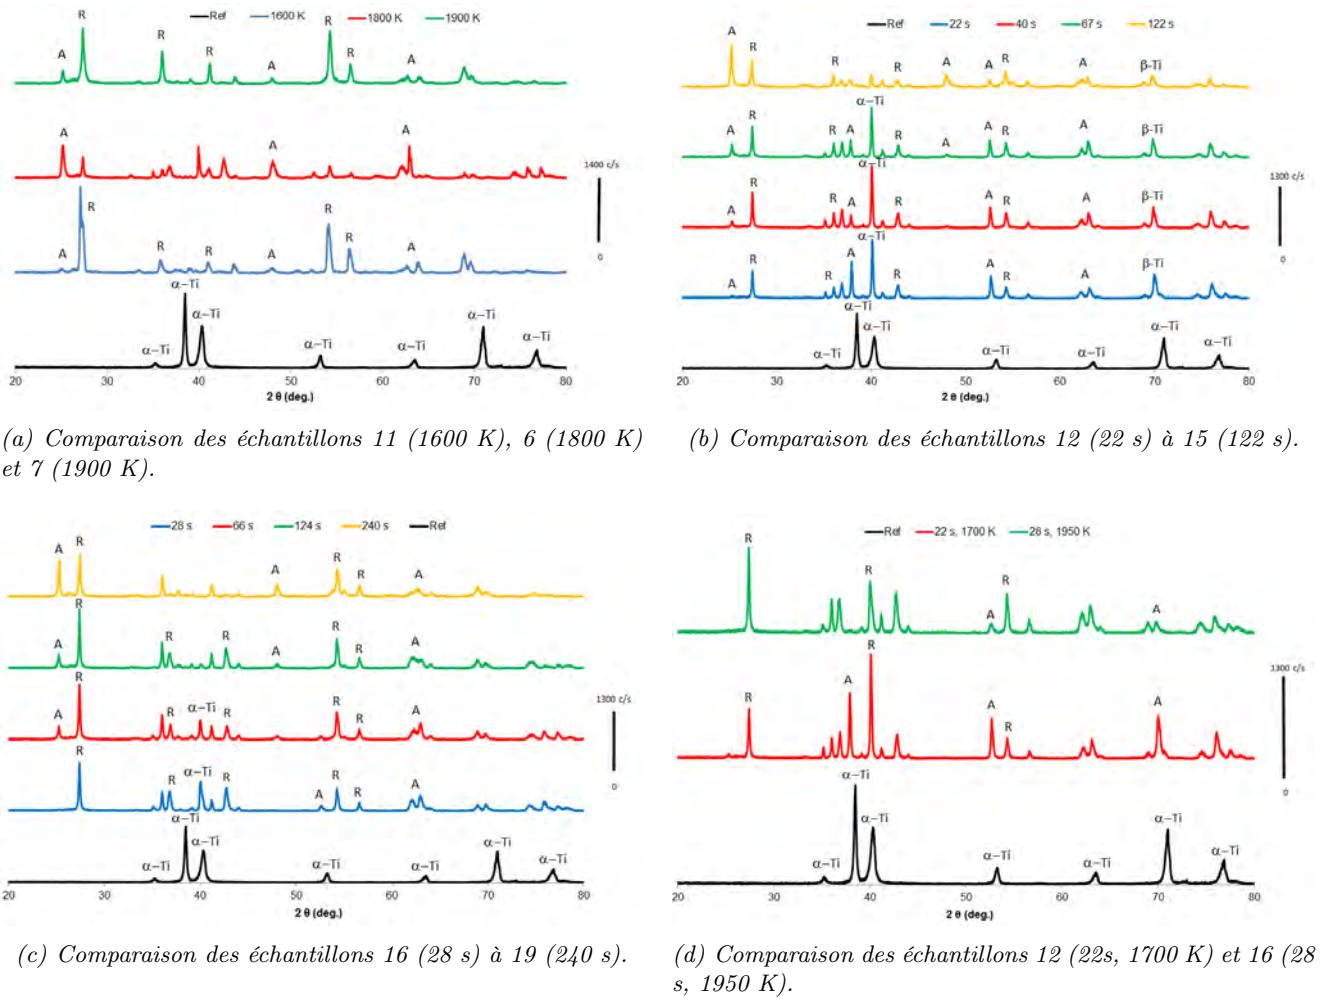 Ref 1600 K 1800 K 1900 K
R
R
R
R
A
A
A
A
A
A
1400 c/s
0
R
R
R
R
R
A
A
A
α-Ti
α-Ti
α-Ti
α-Ti
α-Ti
α-Ti
α-Ti
20 30 40 50 60 70 80
2 θ (deg.)
(a) Comparaison des échantillons 11 (1600 K), 6 (1800 K)
et 7 (1900 K).
Ref 22 s 40 s 67 s 122 s
A
R
R
R
A
A
R
A
β-Ti
α-Ti
A
R
R
A
R
A
A
R
A
β-Ti
α-Ti
A
R
R
A
R
A
R
A
β-Ti
α-Ti
A
R
R
A
R
A
R
A
β-Ti
1300 c/s
0
α-Ti
α-Ti
α-Ti
α-Ti
α-Ti
α-Ti
α-Ti
20 30 40 50 60 70 80
2 θ (deg.)
(b) Comparaison des échantillons 12 (22 s) à 15 (122 s).
28 s 66 s 124 s 240 s Ref
A
R
A
R
R
A
R
A
R
R
A
R
R
A
R
A
R
α-Ti
R
R
R
A
R
R
α-Ti
R
A
R
R
A
1300 c/s
0
α-Ti
α-Ti
α-Ti
α-Ti
α-Ti
α-Ti
α-Ti
20 30 40 50 60 70 80
2 θ (deg.)
(c) Comparaison des échantillons 16 (28 s) à 19 (240 s).
Ref 22 s, 1700 K 28 s, 1950 K
R
R
A
R
A
R
A
R
A
R
A
1300 c/s
0
α-Ti
α-Ti
α-Ti
α-Ti
α-Ti
α-Ti
α-Ti
20 30 40 50 60 70 80
2 θ (deg.)
(d) Comparaison des échantillons 12 (22s, 1700 K) et 16 (28
s, 1950 K).